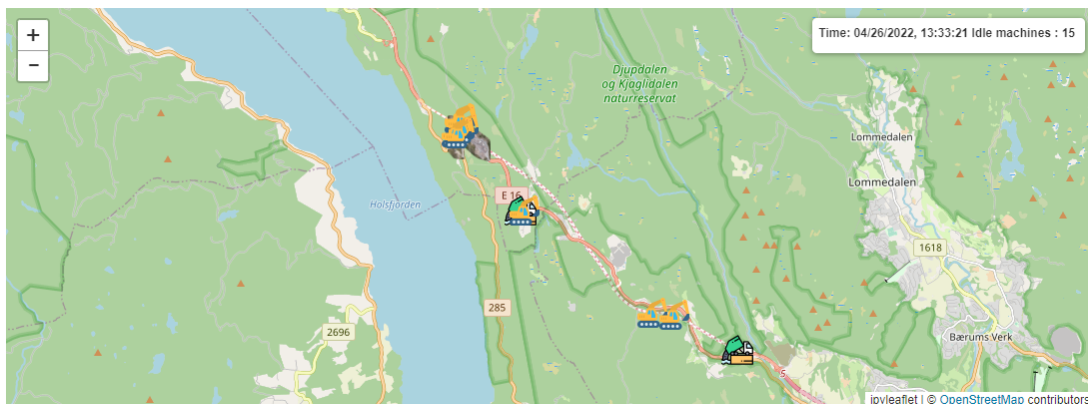 +
−
Time: 04/26/2022, 13:33:21 Idle machines : 15
Djupdalen
og Kjaglidalen
naturreservat
Lommedalen
Lommedalen
E 16
Holsfjorden
1618
285
2696
Bærums Verk
5
ipyleaflet | © OpenStreetMap contributors